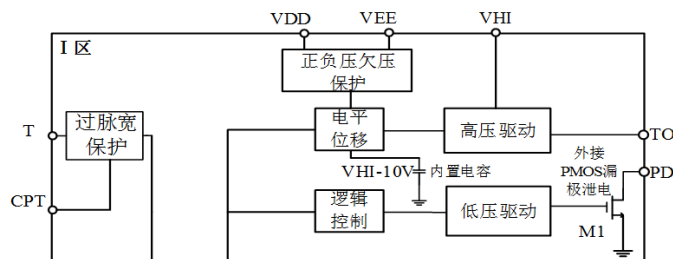 VDD
VEE
VHI
I 区
正负压欠压
保护
T
过脉宽
保护
电平
位移
高压驱动
TO
外接
PMOS漏
极泄电
VHI-10V
内置电容
PD
CPT
逻辑
控制
低压驱动
M1